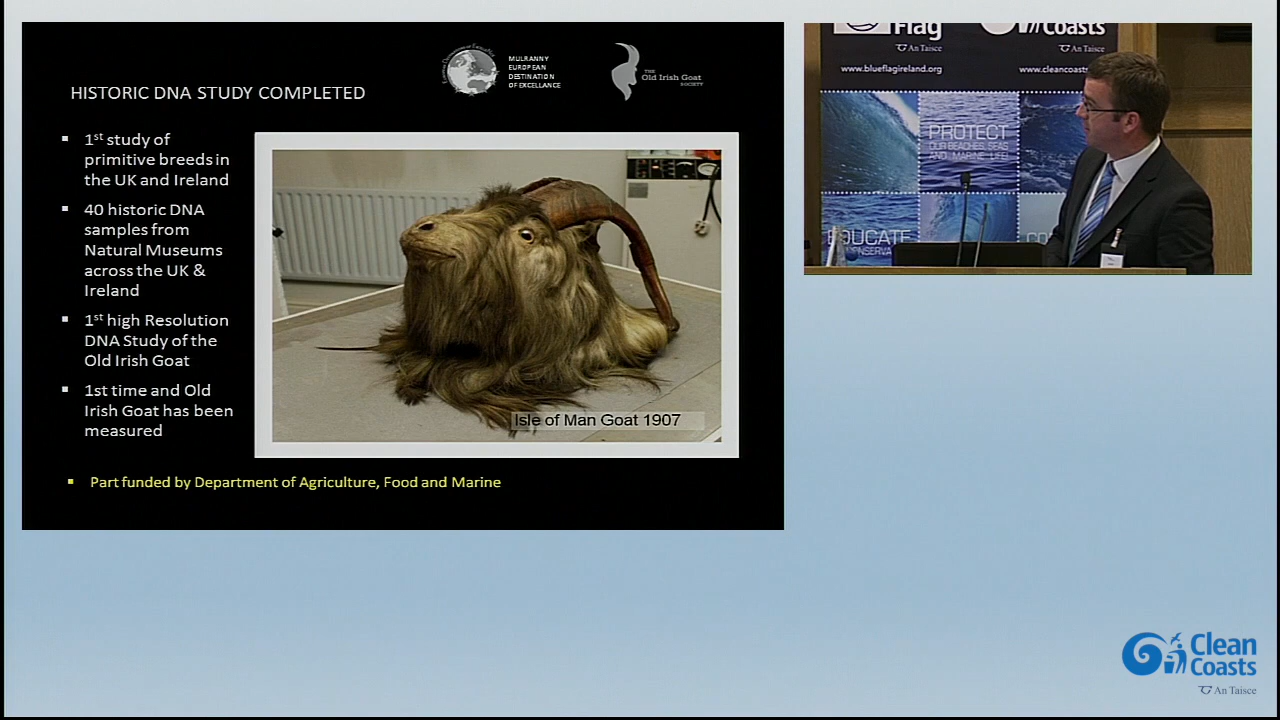 HISTORIC DNA STUDY COMPLETED
MULRANNY
EUROPEAN
DESTINATION
OF EXCELLENCE
THE
Old Irish Goat
SOCIETY
▪ 1st study of
primitive breeds in
the UK and Ireland
▪ 40 historic DNA
samples from
Natural Museums
across the UK &
Ireland
▪ 1st high Resolution
DNA Study of the
Old Irish Goat
▪ 1st time and Old
Irish Goat has been
measured
Isle of Man Goat 1907
▪ Part funded by Department of Agriculture, Food and Marine
Flag
An Taisce
www.blueflagireland.org
Coasts
An Taisce
www.cleancoasts
PROTECT
OUR BEACHES, SEAS
AND MARINE LIFE!
EDUCATE
Clean
Coasts
An Taisce